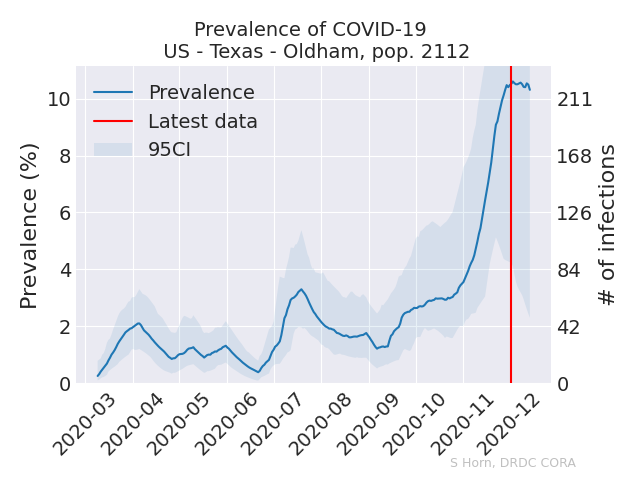 Prevalence of COVID-19
US - Texas - Oldham, pop. 2112
Prevalence
Latest data
95CI
Prevalence (%)
10
8
6
4
2
0
211
168
126
84
42
0
# of infections
2020-03
2020-04
2020-05
2020-06
2020-07
2020-08
2020-09
2020-10
2020-11
2020-12
S Horn, DRDC CORA